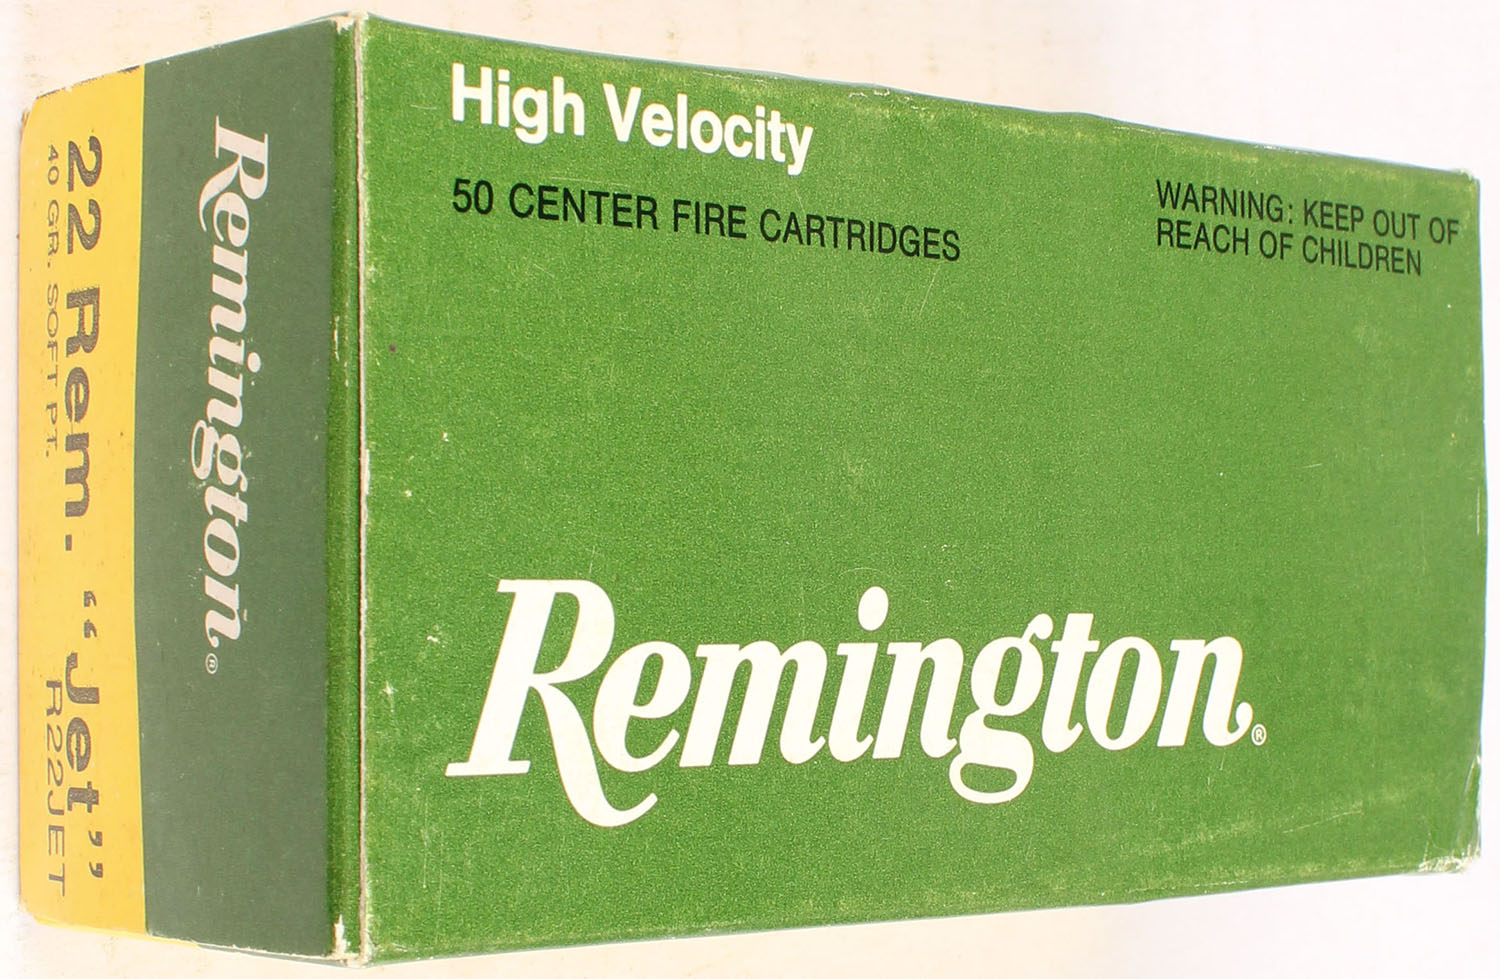 High Velocity
50 CENTER FIRE CARTRIDGES
WARNING: KEEP OUT OF
REACH OF CHILDREN
Remington®
Remington®
22 Rem. “Jet”
40 GR. SOFT PT. R22JET